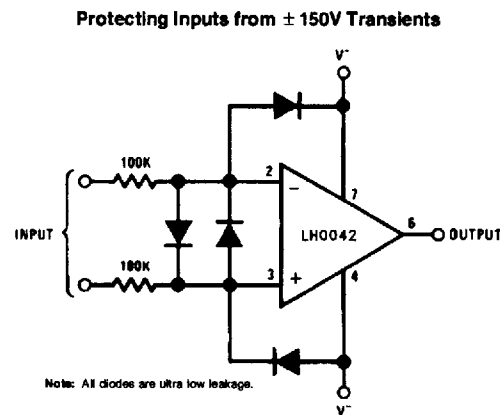 Protecting Inputs from ± 150V Transients
V⁻
100K
2
7
−
INPUT
LH0042
6
OUTPUT
100K
3
+
4
Note: All diodes are ultra low leakage.
V⁻